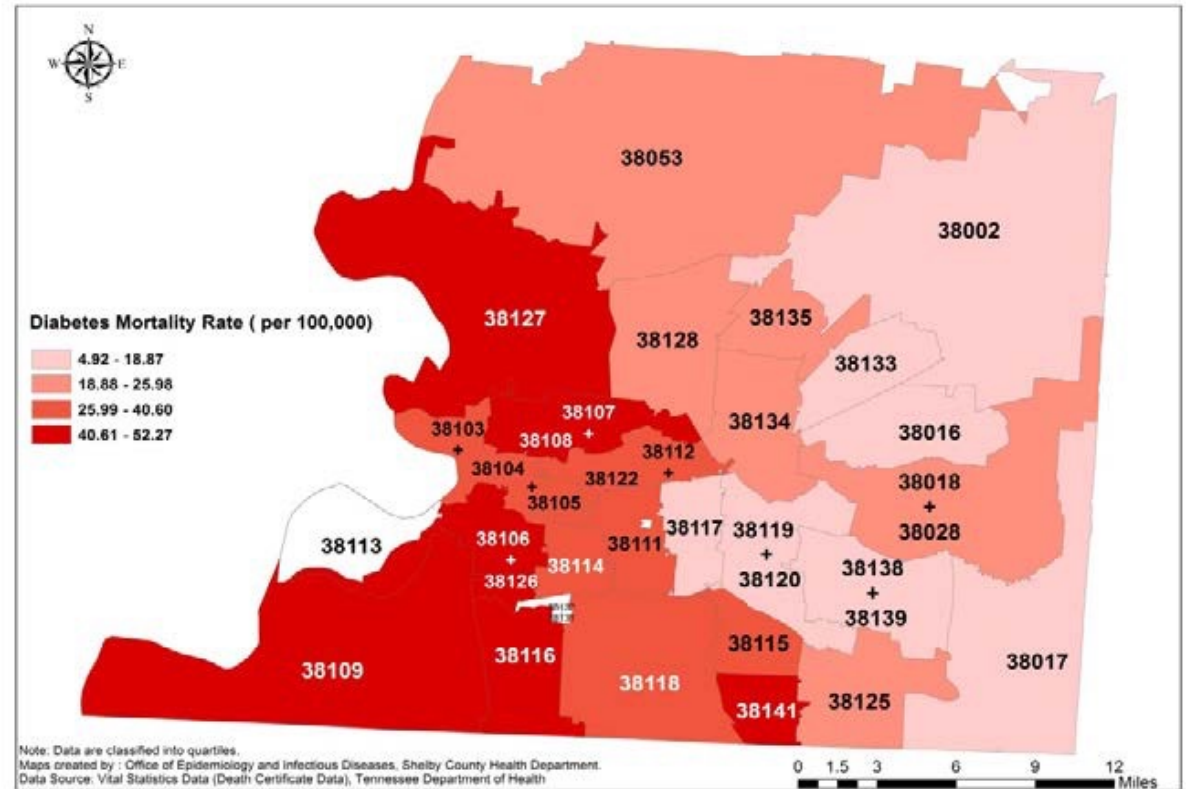 N
W E
S
38053
38002
Diabetes Mortality Rate ( per 100,000)
4.92 - 18.87
18.88 - 25.98
25.99 - 40.60
40.61 - 52.27
38127
38128
38135
38133
38107
38108
38103
38112
38134
38016
38104
38122
38105
38018
38028
38117
38119
38120
38106
38126
38111
38114
38113
38138
38139
38109
38116
38115
38118
38141
38125
38017
Note: Data are classified into quartiles.
Maps created by : Office of Epidemiology and Infectious Diseases, Shelby County Health Department.
Data Source: Vital Statistics Data (Death Certificate Data), Tennessee Department of Health
0 1.5 3 6 9 12
Miles